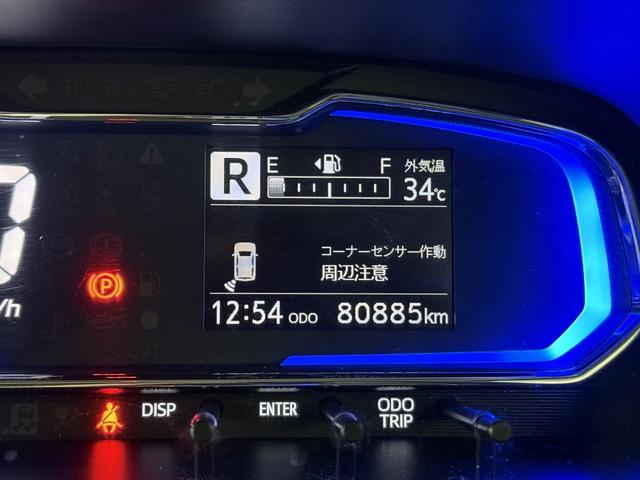 R E F 外気温
34℃
コーナーセンサー作動
周辺注意
12:54 ODO 80885km
/h
P
CVT
DISP ENTER ODO TRIP